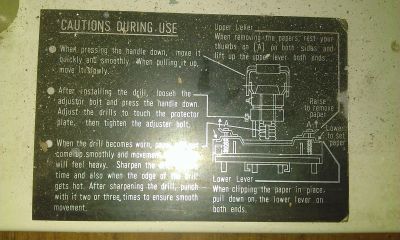 CAUTIONS DURING USE
When pressing the handle down, move it
quickly and smoothly. When pulling it up,
move it slowly.
After installing the drill, loosen the
adjustor bolt and press the handle down.
Adjust the drills to touch the protector
plate, then tighten the adjuster bolt.
When the drill becomes worn, not
come up smoothly and movement
will feel heavy. Sharpen the
time and also when the edge of the
gets hot. After sharpening the drill, punch
with it two or three times to ensure smooth
movement.
Upper Lever
When removing the papers, rest your
thumbs on [A] on both sides and
lift up the upper lever both ends.
Raise
to remove
paper
A
A
Lower
to set
paper
Lower Lever
When clipping the paper in place,
pull down on the lower lever on
both ends.